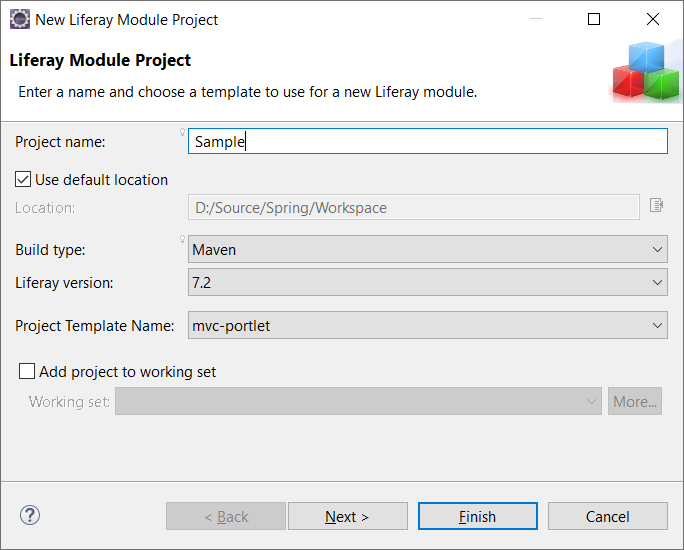 New Liferay Module Project
Liferay Module Project
Enter a name and choose a template to use for a new Liferay module.
Project name: Sample
Use default location
Location: D:/Source/Spring/Workspace
Build type: Maven
Liferay version: 7.2
Project Template Name: mvc-portlet
Add project to working set
Working set: More...
? < Back Next > Finish Cancel